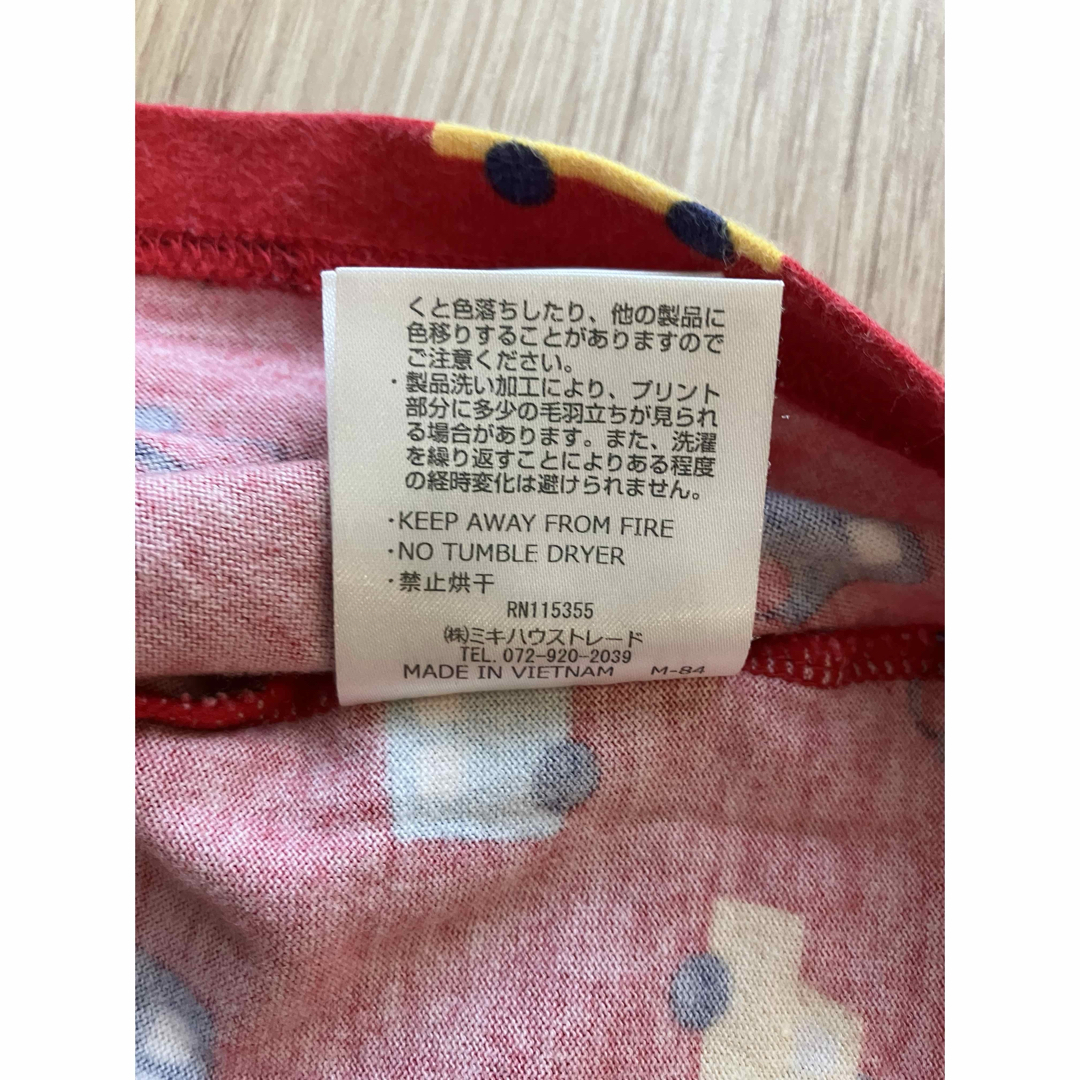 くと色落ちしたり、他の製品に
色移りすることがありますので
ご注意ください。
・製品洗い加工により、プリント
部分に多少の毛羽立ちが見られ
る場合があります。また、洗濯
を繰り返すことによりある程度
の経時変化は避けられません。
・KEEP AWAY FROM FIRE
・NO TUMBLE DRYER
・禁止烘干
RN115355
㈱ミキハウストレード
TEL.072-920-2039
MADE IN VIETNAM M-84